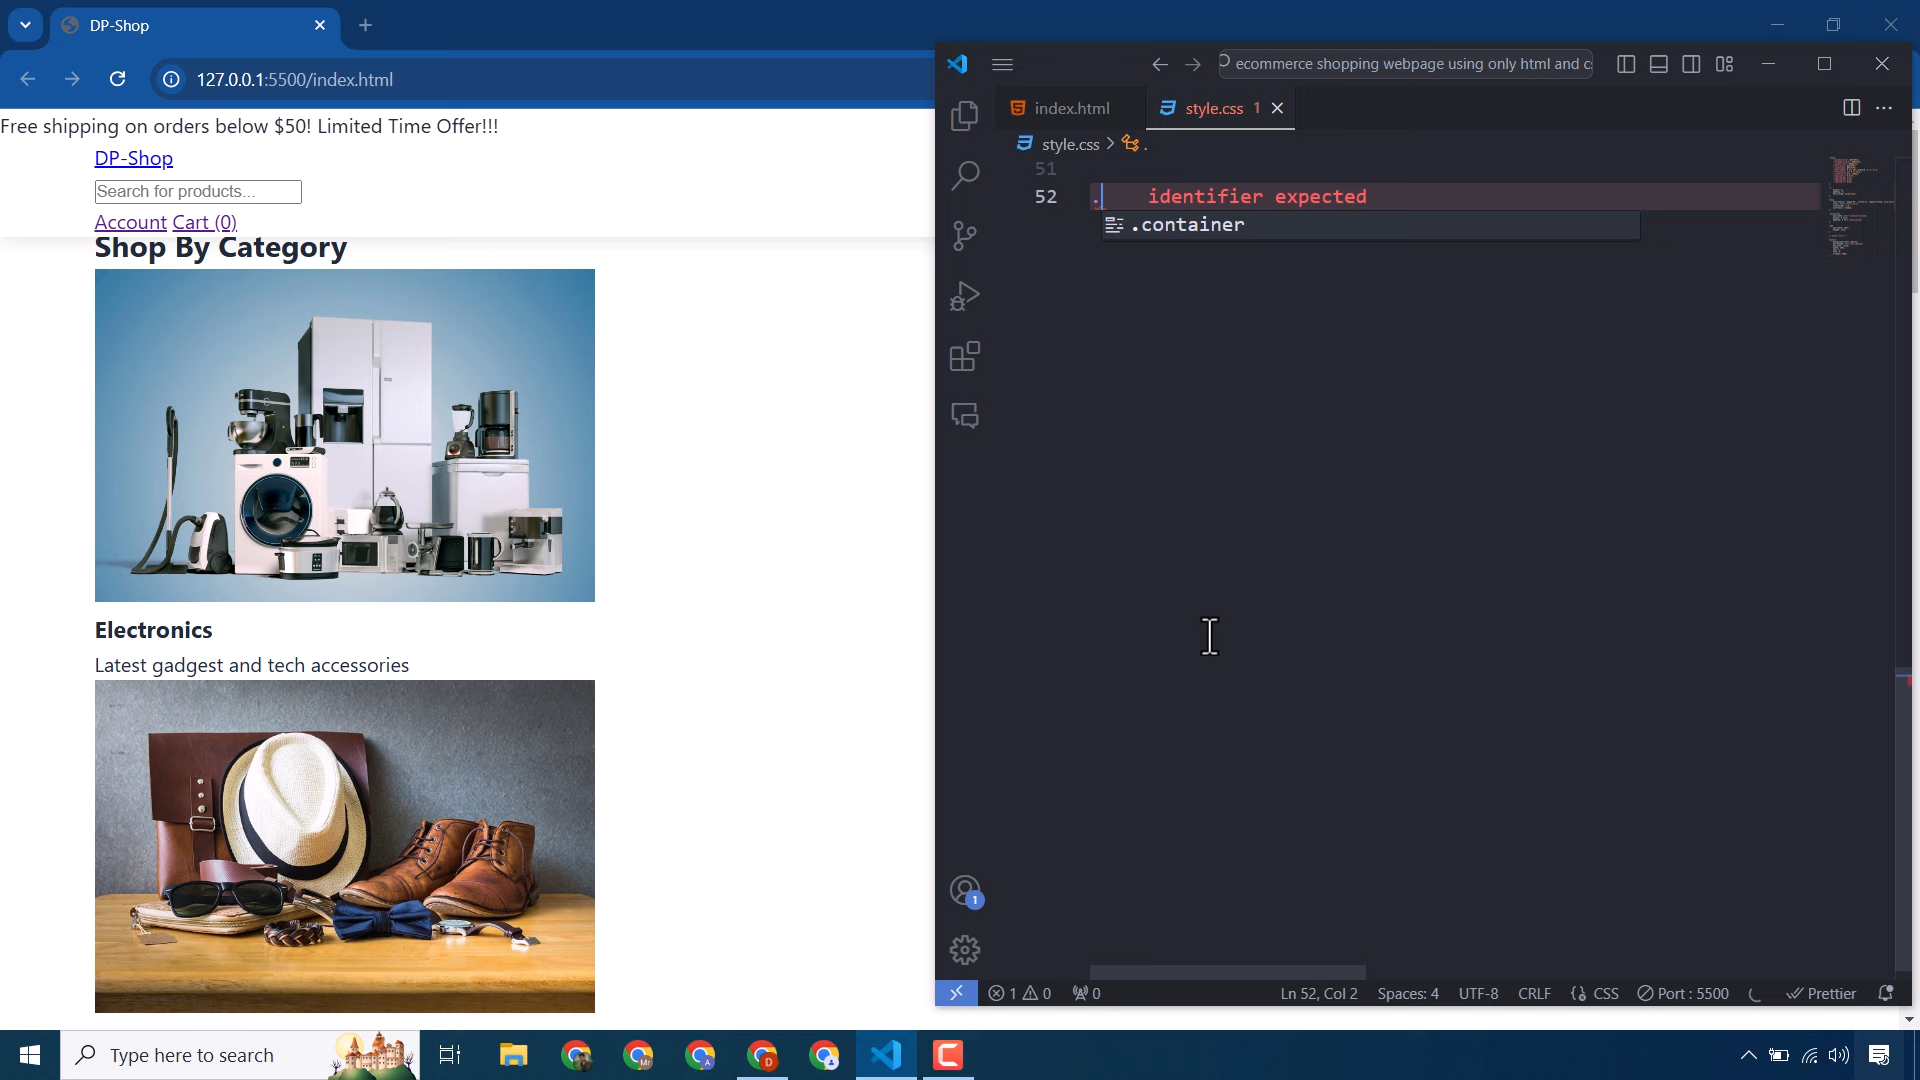 DP-Shop
127.0.0.1:5500/index.html
Free shipping on orders below $50! Limited Time Offer!!!
DP-Shop
Search for products...
Account Cart (0)
Shop By Category
Electronics
Latest gadgest and tech accessories
ecommerce shopping webpage using only html and c
index.html
style.css 1
style.css > .
51
52 . identifier expected
.container
1
1 0 0
Ln 52, Col 2 Spaces: 4 UTF-8 CRLF CSS Port : 5500 Prettier
Type here to search
Mr A D